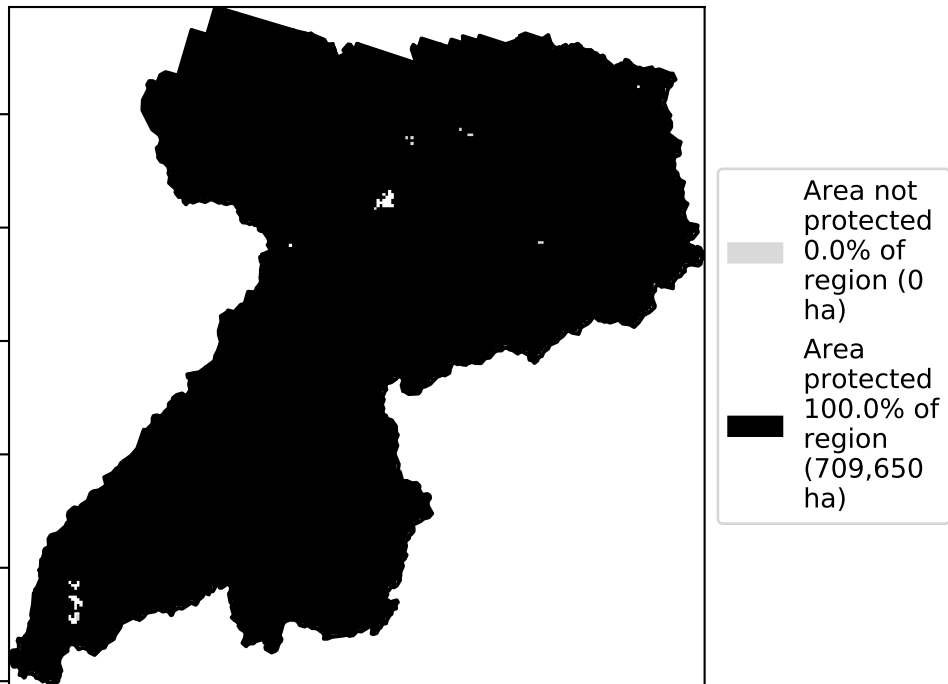 Area not
protected
0.0% of
region (0
ha)
Area
protected
100.0% of
region
(709,650
ha)